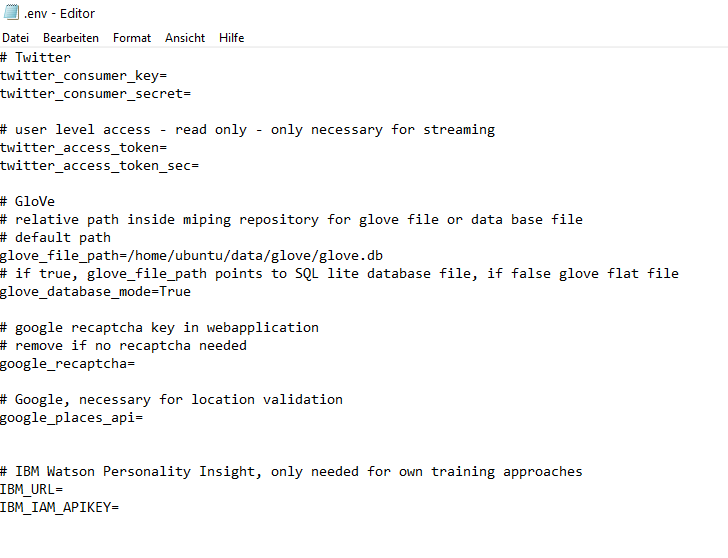 .env - Editor
Datei Bearbeiten Format Ansicht Hilfe
# Twitter
twitter_consumer_key=
twitter_consumer_secret=
# user level access - read only - only necessary for streaming
twitter_access_token=
twitter_access_token_sec=
# GloVe
# relative path inside miping repository for glove file or data base file
# default path
glove_file_path=/home/ubuntu/data/glove/glove.db
# if true, glove_file_path points to SQL lite database file, if false glove flat file
glove_database_mode=True
# google recaptcha key in webapplication
# remove if no recaptcha needed
google_recaptcha=
# Google, necessary for location validation
google_places_api=
# IBM Watson Personality Insight, only needed for own training approaches
IBM_URL=
IBM_IAM_APIKEY=